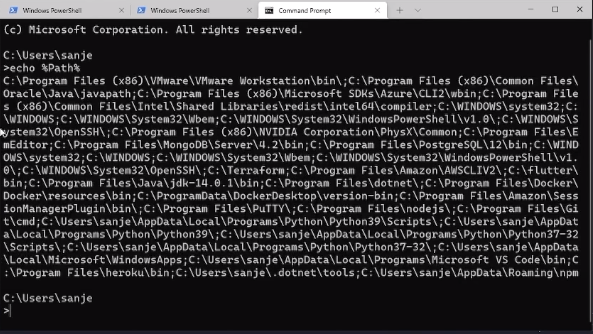 Windows PowerShell
Windows PowerShell
Command Prompt
(c) Microsoft Corporation. All rights reserved.
C:\Users\sanje
>echo %Path%
C:\Program Files (x86)\VMware\VMware Workstation\bin\;C:\Program Files (x86)\Common Files\
Oracle\Java\javapath;C:\Program Files (x86)\Microsoft SDKs\Azure\CLI2\wbin;C:\Program File
s (x86)\Common Files\Intel\Shared Libraries\redist\intel64\compiler;C:\WINDOWS\system32;C:
\WINDOWS;C:\WINDOWS\System32\Wbem;C:\WINDOWS\System32\WindowsPowerShell\v1.0\;C:\WINDOWS\S
ystem32\OpenSSH\;C:\Program Files (x86)\NVIDIA Corporation\PhysX\Common;C:\Program Files\E
mEditor;C:\Program Files\MongoDB\Server\4.2\bin;C:\Program Files\PostgreSQL\12\bin;C:\WIND
OWS\system32;C:\WINDOWS;C:\WINDOWS\System32\Wbem;C:\WINDOWS\System32\WindowsPowerShell\v1.
0\;C:\WINDOWS\System32\OpenSSH\;C:\Terraform;C:\Program Files\Amazon\AWSCLIV2\;C:\flutter\
bin;C:\Program Files\Java\jdk-14.0.1\bin;C:\Program Files\dotnet\;C:\Program Files\Docker\
Docker\resources\bin;C:\ProgramData\DockerDesktop\version-bin;C:\Program Files\Amazon\Sess
ionManagerPlugin\bin\;C:\Program Files\PuTTY\;C:\Program Files\nodejs\;C:\Program Files\Gi
t\cmd;C:\Users\sanje\AppData\Local\Programs\Python\Python39\Scripts\;C:\Users\sanje\AppDat
a\Local\Programs\Python\Python39\;C:\Users\sanje\AppData\Local\Programs\Python\Python37-32
\Scripts\;C:\Users\sanje\AppData\Local\Programs\Python\Python37-32\;C:\Users\sanje\AppData
\Local\Microsoft\WindowsApps;C:\Users\sanje\AppData\Local\Programs\Microsoft VS Code\bin;C
:\Program Files\heroku\bin;C:\Users\sanje\.dotnet\tools;C:\Users\sanje\AppData\Roaming\npm
C:\Users\sanje
>